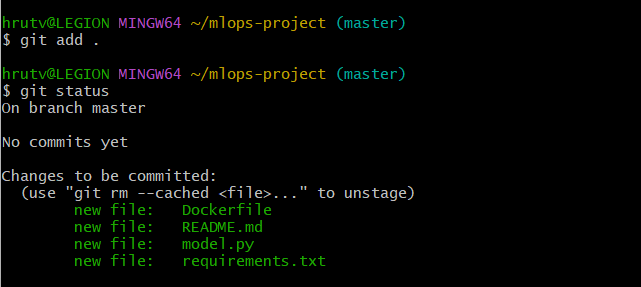 hrutv@LEGION MINGW64 ~/mlops-project (master)
$ git add .
hrutv@LEGION MINGW64 ~/mlops-project (master)
$ git status
On branch master
No commits yet
Changes to be committed:
  (use "git rm --cached <file>..." to unstage)
        new file:   Dockerfile
        new file:   README.md
        new file:   model.py
        new file:   requirements.txt